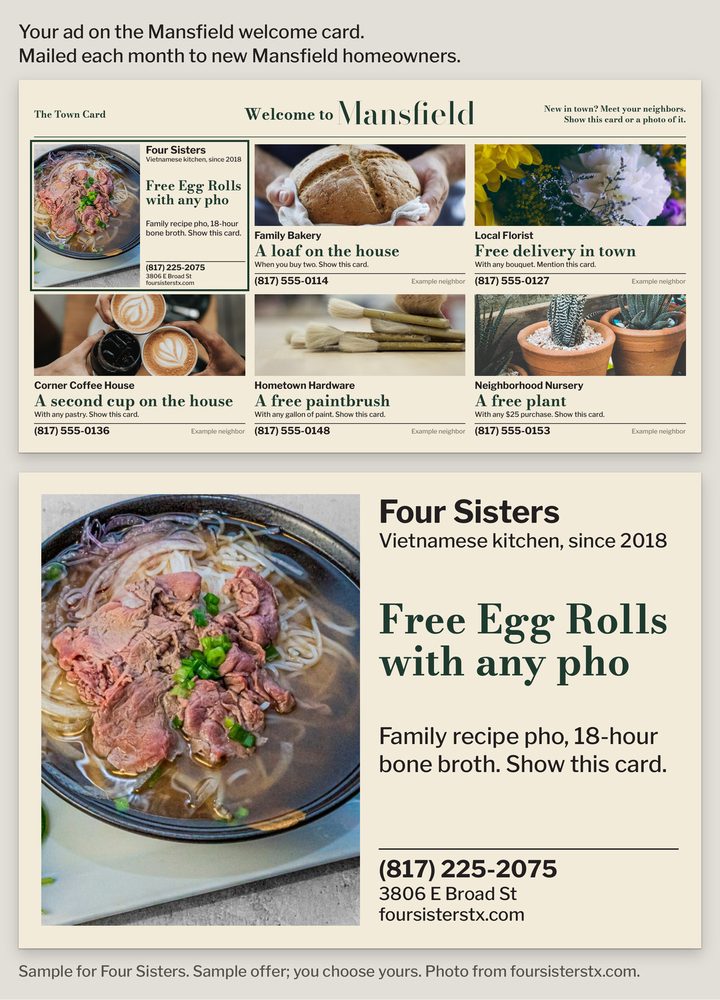 Your ad on the Mansfield welcome card.
Mailed each month to new Mansfield homeowners.
The Town Card
Welcome to Mansfield
New in town? Meet your neighbors.
Show this card or a photo of it.
Four Sisters
Vietnamese kitchen, since 2018
Free Egg Rolls
with any pho
Family recipe pho, 18-hour
bone broth. Show this card.
(817) 225-2075
3806 E Broad St
foursisterstx.com
Family Bakery
A loaf on the house
When you buy two. Show this card.
(817) 555-0114
Example neighbor
Local Florist
Free delivery in town
With any bouquet. Mention this card.
(817) 555-0127
Example neighbor
Corner Coffee House
A second cup on the house
With any pastry. Show this card.
(817) 555-0136
Example neighbor
Hometown Hardware
A free paintbrush
With any gallon of paint. Show this card.
(817) 555-0148
Example neighbor
Neighborhood Nursery
A free plant
With any $25 purchase. Show this card.
(817) 555-0153
Example neighbor
Four Sisters
Vietnamese kitchen, since 2018
Free Egg Rolls
with any pho
Family recipe pho, 18-hour
bone broth. Show this card.
(817) 225-2075
3806 E Broad St
foursisterstx.com
Sample for Four Sisters. Sample offer; you choose yours. Photo from foursisterstx.com.